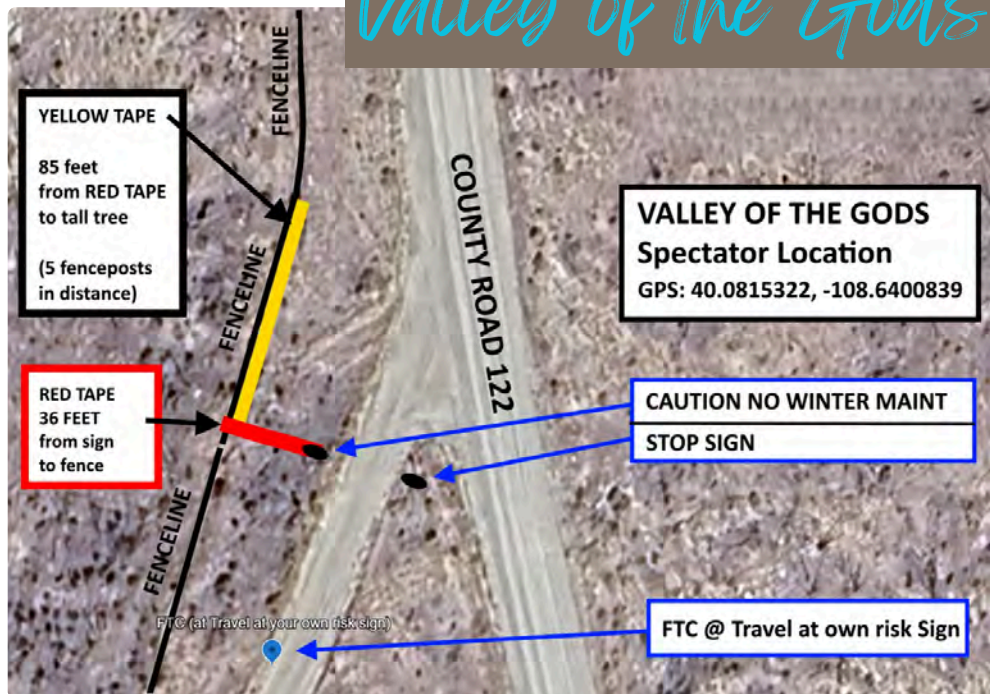 Valley of the Gods
FENCELINE
YELLOW TAPE
85 feet
from RED TAPE
to tall tree
(5 fenceposts
in distance)
COUNTY ROAD 122
VALLEY OF THE GODS
Spectator Location
GPS: 40.0815322, -108.6400839
FENCELINE
RED TAPE
36 FEET
from sign
to fence
CAUTION NO WINTER MAINT
STOP SIGN
FENCELINE
FTC (at Travel at your own risk sign)
FTC @ Travel at own risk Sign